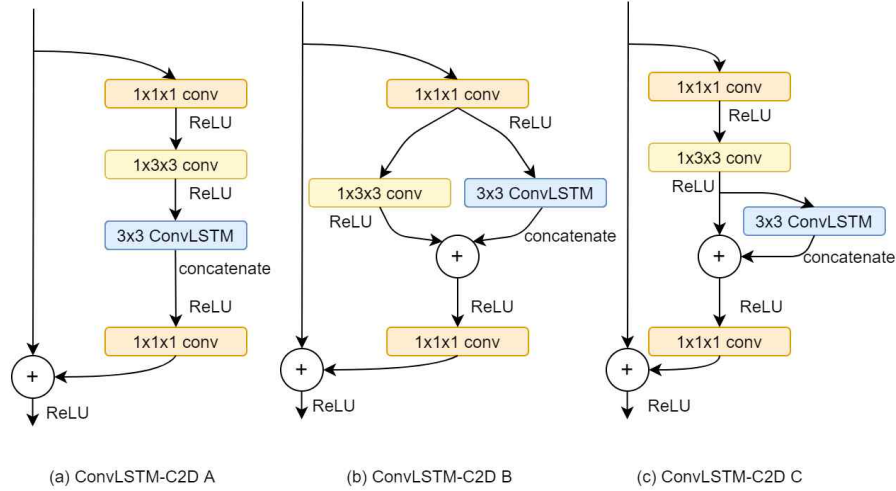 1x1x1 conv
ReLU
1x3x3 conv
ReLU
3x3 ConvLSTM
concatenate
ReLU
1x1x1 conv
+
ReLU
(a) ConvLSTM-C2D A
1x1x1 conv
ReLU
1x3x3 conv
3x3 ConvLSTM
ReLU
concatenate
+
ReLU
1x1x1 conv
+
ReLU
(b) ConvLSTM-C2D B
1x1x1 conv
ReLU
1x3x3 conv
ReLU
3x3 ConvLSTM
concatenate
+
ReLU
1x1x1 conv
+
ReLU
(c) ConvLSTM-C2D C